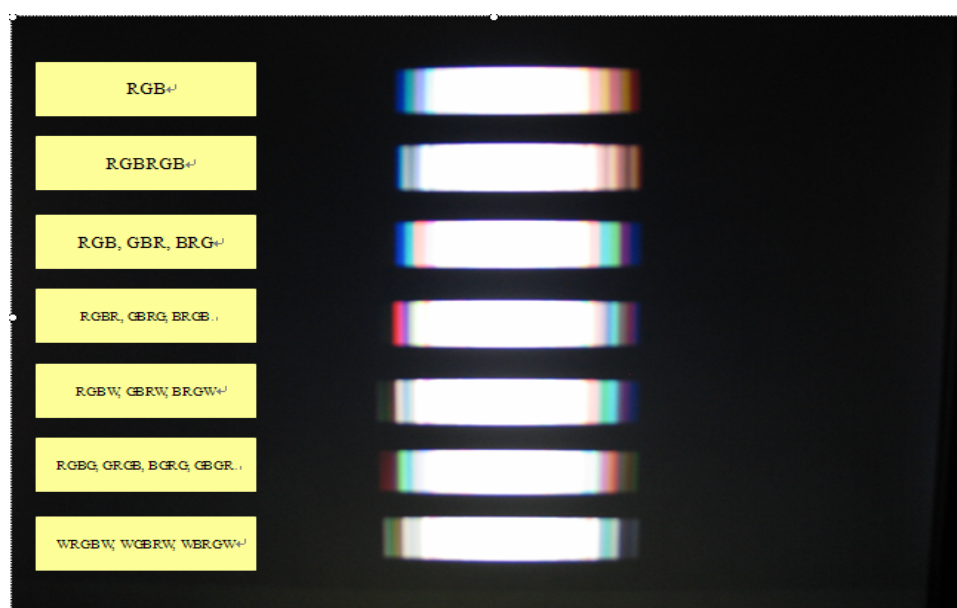 RGB↵
RGBRGB↵
RGB, GBR, BRG↵
RGBR, GBRG, BRGB.,
RGBW, GBRW, BRGW↵
RGBG, GRGB, BGRG, GBGR.,
WRGBW, WGBRW, WBRGW↵